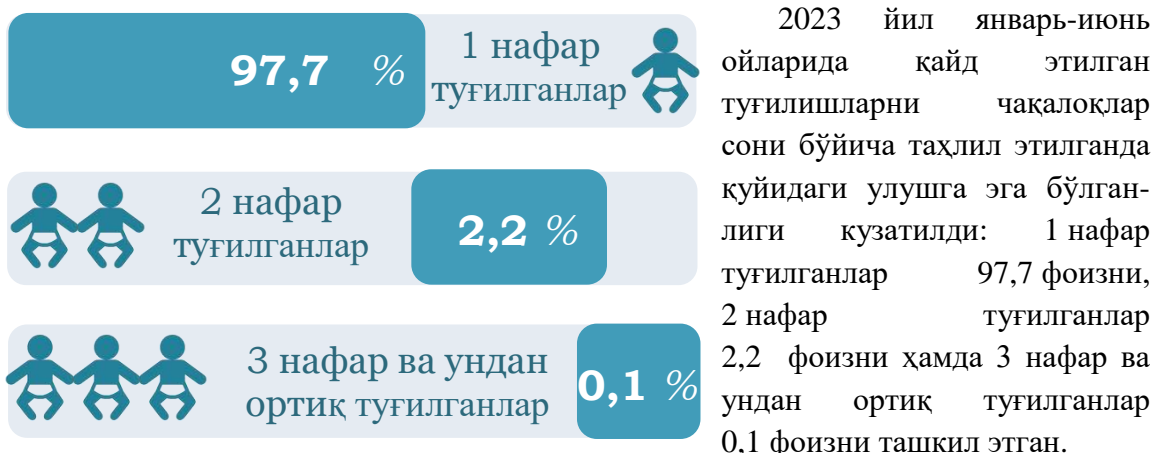 97,7 %
1 нафар
туғилганлар
2 нафар
туғилганлар
2,2 %
3 нафар ва ундан
ортиқ туғилганлар
0,1 %
2023 йил январь-июнь
ойларида қайд этилган
туғилишларни чақалоқлар
сони бўйича таҳлил этилганда
қуйидаги улушга эга бўлган-
лиги кузатилди: 1 нафар
туғилганлар 97,7 фоизни,
2 нафар туғилганлар
2,2 фоизни ҳамда 3 нафар ва
ундан ортиқ туғилганлар
0,1 фоизни ташкил этган.